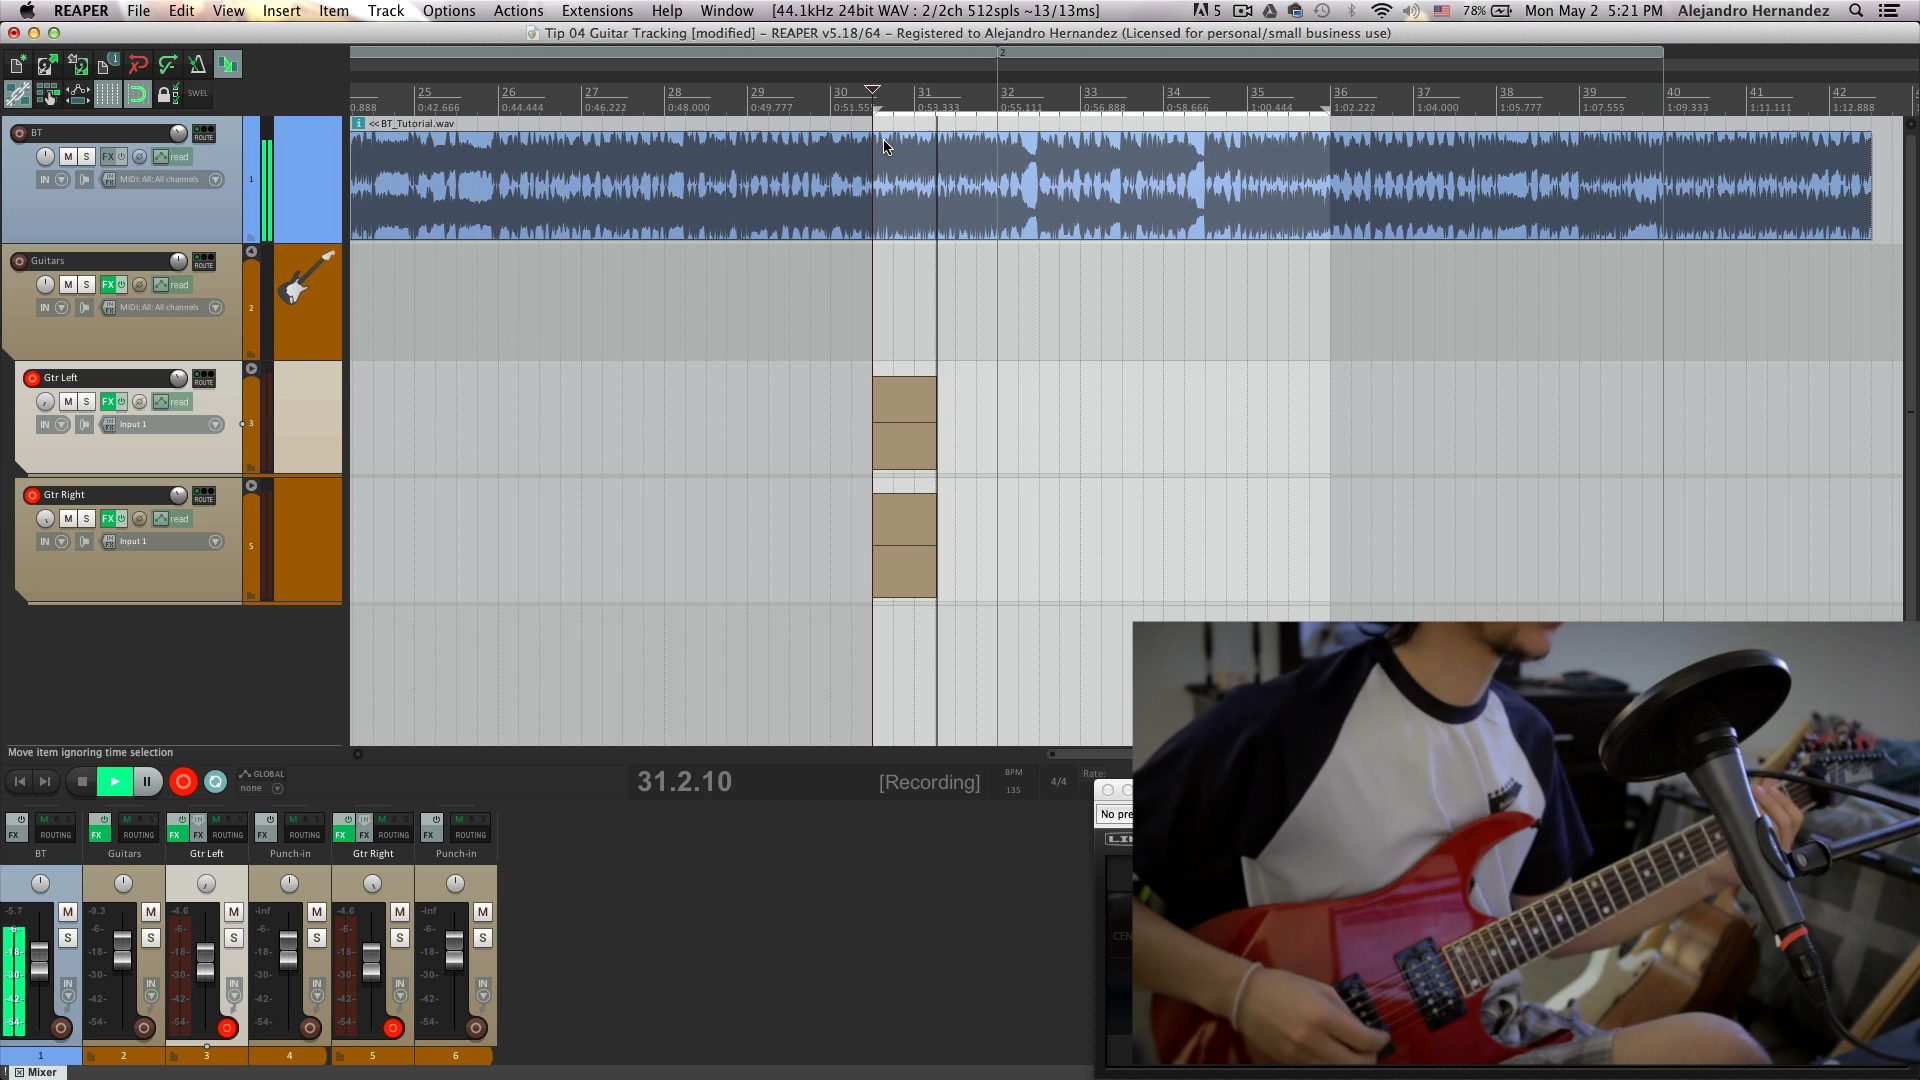 REAPER File Edit View Insert Item Track Options Actions Extensions Help Window [44.1kHz 24bit WAV : 2/2ch 512spls ~13/13ms] 5 78% Mon May 2 5:21 PM Alejandro Hernandez
Tip 04 Guitar Tracking [modified] – REAPER v5.18/64 – Registered to Alejandro Hernandez (Licensed for personal/small business use)
2
SWEL
25 26 27 28 29 30 31 32 33 34 35 36 37 38 39 40 41 42
0.888 0:42.666 0:44.444 0:46.222 0:48.000 0:49.777 0:51.55 0:53.333 0:55.111 0:56.888 0:58.666 1:00.444 1:02.222 1:04.000 1:05.777 1:07.555 1:09.333 1:11.111 1:12.888
<<BT_Tutorial.wav
BT ROUTE
M S FX read
IN IN FX MIDI: All: All channels
1
Guitars ROUTE
M S FX read
IN IN FX MIDI: All: All channels
2
Gtr Left ROUTE
M S FX read
IN IN FX Input 1
3
Gtr Right ROUTE
M S FX read
IN IN FX Input 1
5
Move item ignoring time selection
GLOBAL
none
31.2.10
[Recording]
BPM
135
4/4
Rate:
No pre
FX ROUTING FX ROUTING FX FX ROUTING FX ROUTING FX FX ROUTING FX ROUTING
BT Guitars Gtr Left Punch-in Gtr Right Punch-in
-5.7 M -9.3 M -4.6 M -inf M -4.6 M -inf M
-6- S -6- S -6- S -6- S -6- S -6- S
-18- -18- -18- -18- -18- -18-
-30- IN -30- IN -30- IN -30- IN -30- IN -30- IN
-42- -42- -42- -42- -42- -42-
-54- -54- -54- -54- -54- -54-
1 2 3 4 5 6
Mixer